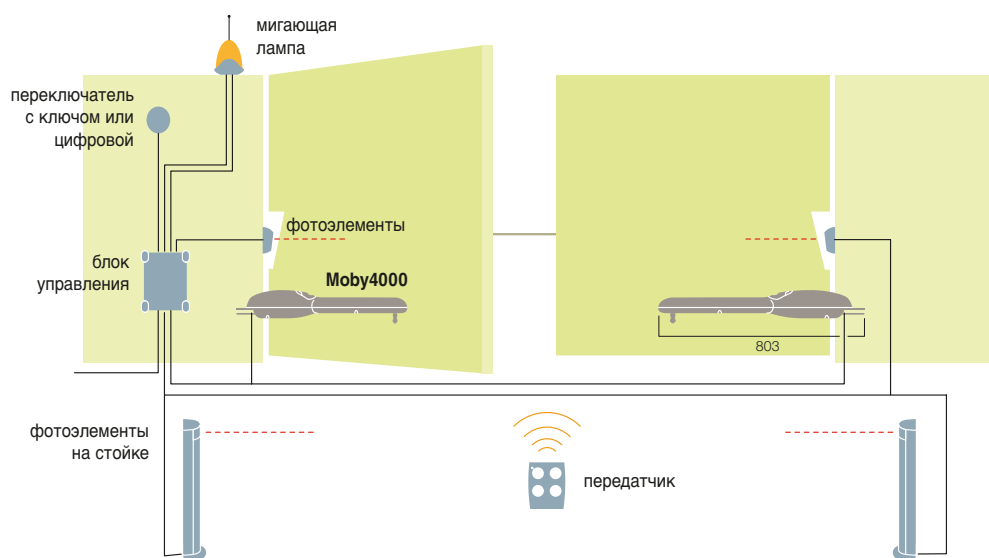 мигающая
лампа
переключатель
с ключом или
цифровой
фотоэлементы
блок
управления
Moby4000
803
фотоэлементы
на стойке
передатчик